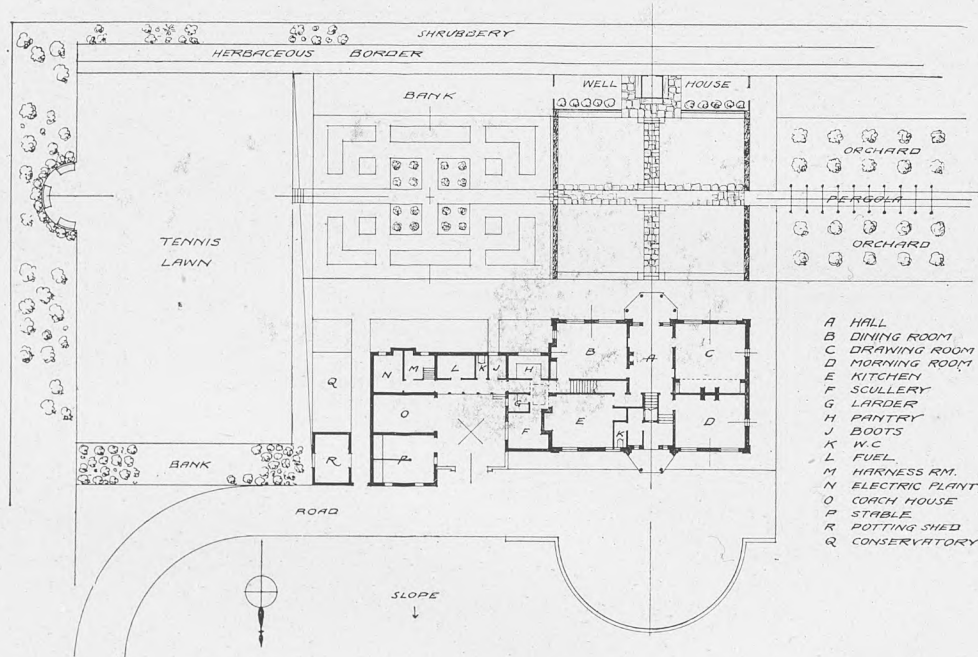 SHRUBBERY
HERBACEOUS BORDER
BANK
WELL HOUSE
ORCHARD
PERGOLA
ORCHARD
TENNIS
LAWN
A HALL
B DINING ROOM
C DRAWING ROOM
D MORNING ROOM
E KITCHEN
F SCULLERY
G LARDER
H PANTRY
J BOOTS
K W.C
L FUEL
M HARNESS RM.
N ELECTRIC PLANT
O COACH HOUSE
P STABLE
R POTTING SHED
Q CONSERVATORY
B
A
C
N
M
L
K
J
H
Q
O
G
F
E
K
D
R
P
BANK
ROAD
SLOPE